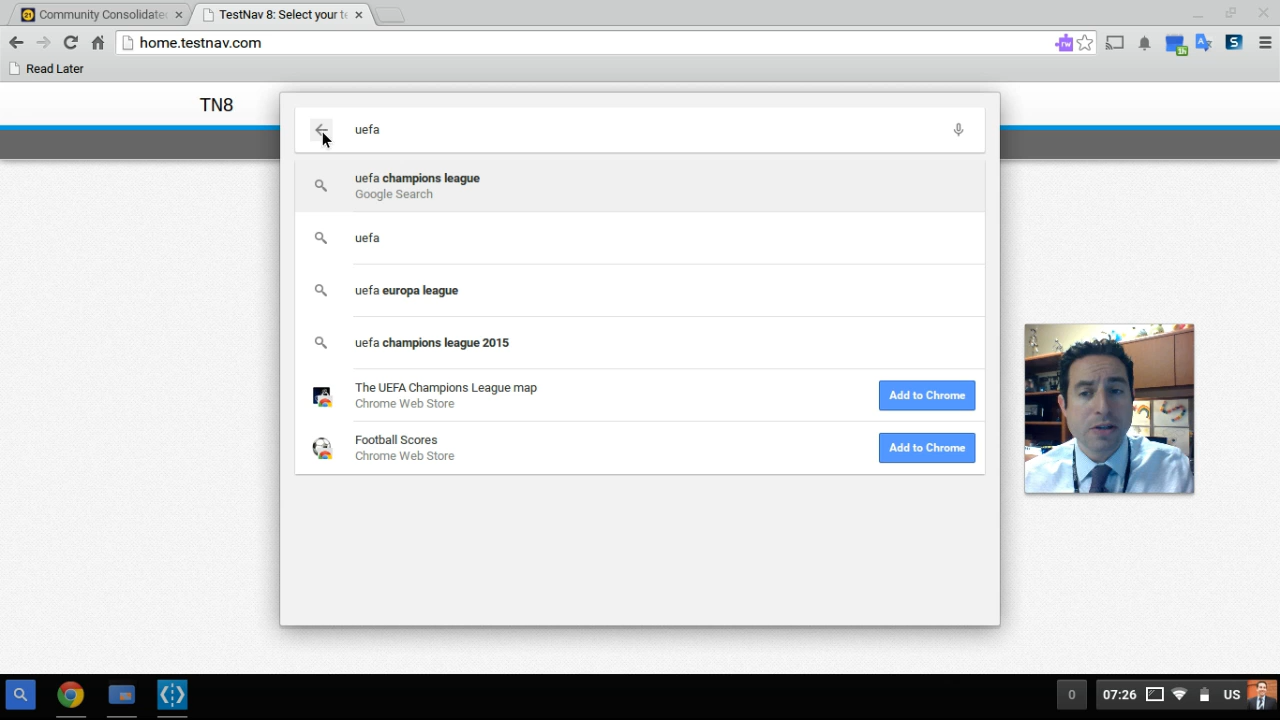 Community Consolidate
TestNav 8: Select your te
home.testnav.com
rw
1h
S
Read Later
TN8
uefa
uefa champions league
Google Search
uefa
uefa europa league
uefa champions league 2015
The UEFA Champions League map
Chrome Web Store
Add to Chrome
Football Scores
Chrome Web Store
Add to Chrome
0
07:26
US